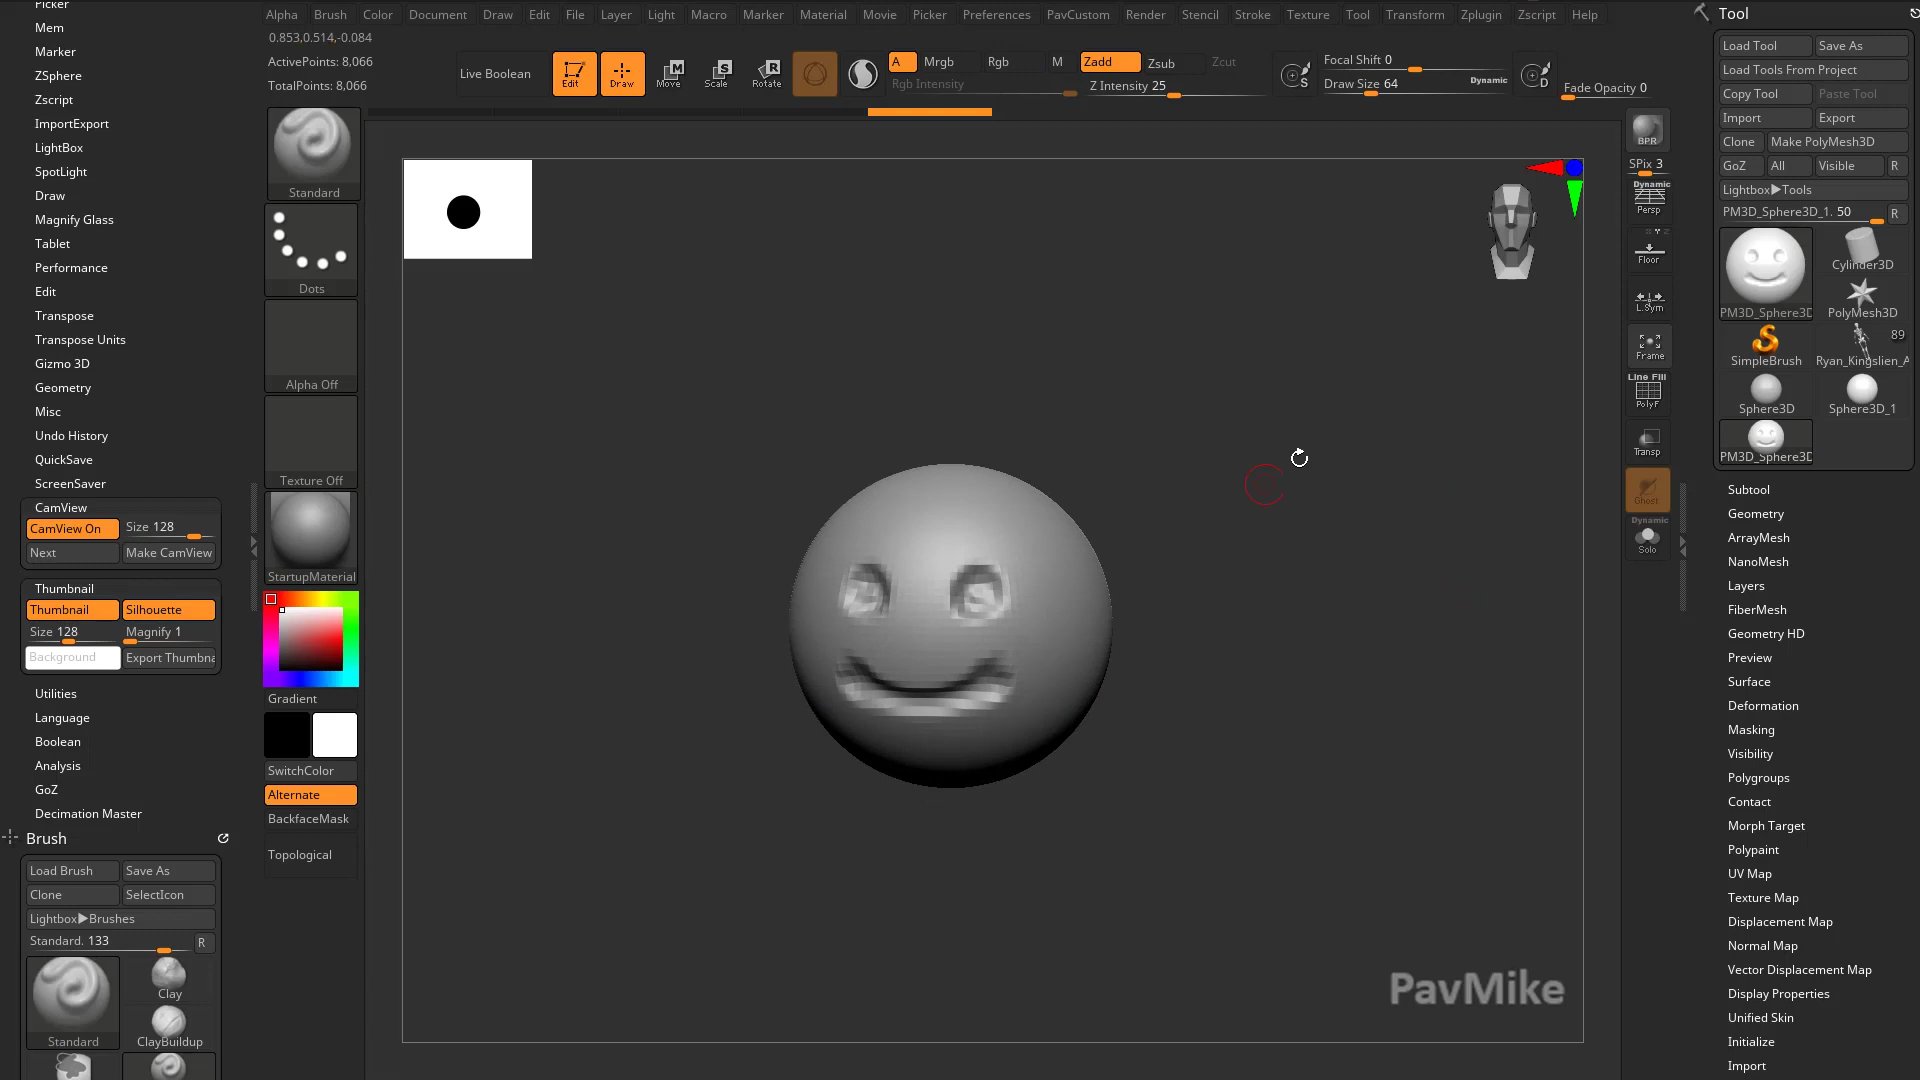 Alpha Brush Color Document Draw Edit File Layer Light Macro Marker Material Movie Picker Preferences PavCustom Render Stencil Stroke Texture Tool Transform Zplugin Zscript Help
0.853,0.514,-0.084
ActivePoints: 8,066
TotalPoints: 8,066
Live Boolean
Edit
Draw
Move
Scale
Rotate
A Mrgb Rgb M Zadd Zsub Zcut
Rgb Intensity
Z Intensity 25
S
Focal Shift 0
Draw Size 64
Dynamic
D
Fade Opacity 0
Picker
Mem
Marker
ZSphere
Zscript
ImportExport
LightBox
SpotLight
Draw
Magnify Glass
Tablet
Performance
Edit
Transpose
Transpose Units
Gizmo 3D
Geometry
Misc
Undo History
QuickSave
ScreenSaver
CamView
CamView On Size 128
Next Make CamView
Thumbnail
Thumbnail Silhouette
Size 128 Magnify 1
Background Export Thumbna
Utilities
Language
Boolean
Analysis
GoZ
Decimation Master
Brush
Load Brush Save As
Clone SelectIcon
Lightbox▶Brushes
Standard. 133 R
Standard
Clay
ClayBuildup
Standard
Dots
Alpha Off
Texture Off
StartupMaterial
Gradient
SwitchColor
Alternate
BackfaceMask
Topological
PavMike
BPR
SPix 3
Dynamic
Persp
Floor
L.Sym
Frame
Line Fill
PolyF
Transp
Ghost
Dynamic
Solo
Tool
Load Tool Save As
Load Tools From Project
Copy Tool Paste Tool
Import Export
Clone Make PolyMesh3D
GoZ All Visible R
Lightbox▶Tools
PM3D_Sphere3D_1. 50 R
PM3D_Sphere3D
Cylinder3D
PolyMesh3D
SimpleBrush
89
Ryan_Kingslien_A
Sphere3D
Sphere3D_1
PM3D_Sphere3D
Subtool
Geometry
ArrayMesh
NanoMesh
Layers
FiberMesh
Geometry HD
Preview
Surface
Deformation
Masking
Visibility
Polygroups
Contact
Morph Target
Polypaint
UV Map
Texture Map
Displacement Map
Normal Map
Vector Displacement Map
Display Properties
Unified Skin
Initialize
Import